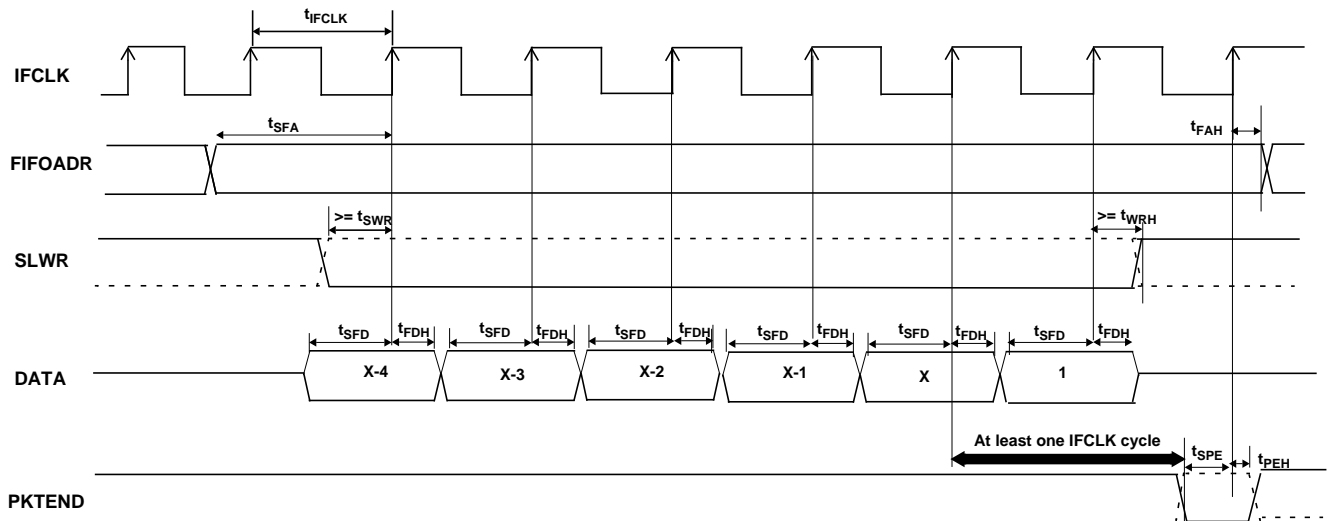 tIFCLK
IFCLK
tSFA
tFAH
FIFOADR
>= tSWR
>= tWRH
SLWR
tSFD tFDH tSFD tFDH tSFD tFDH tSFD tFDH tSFD tFDH tSFD tFDH
DATA X-4 X-3 X-2 X-1 X 1
At least one IFCLK cycle
tSPE
tPEH
PKTEND